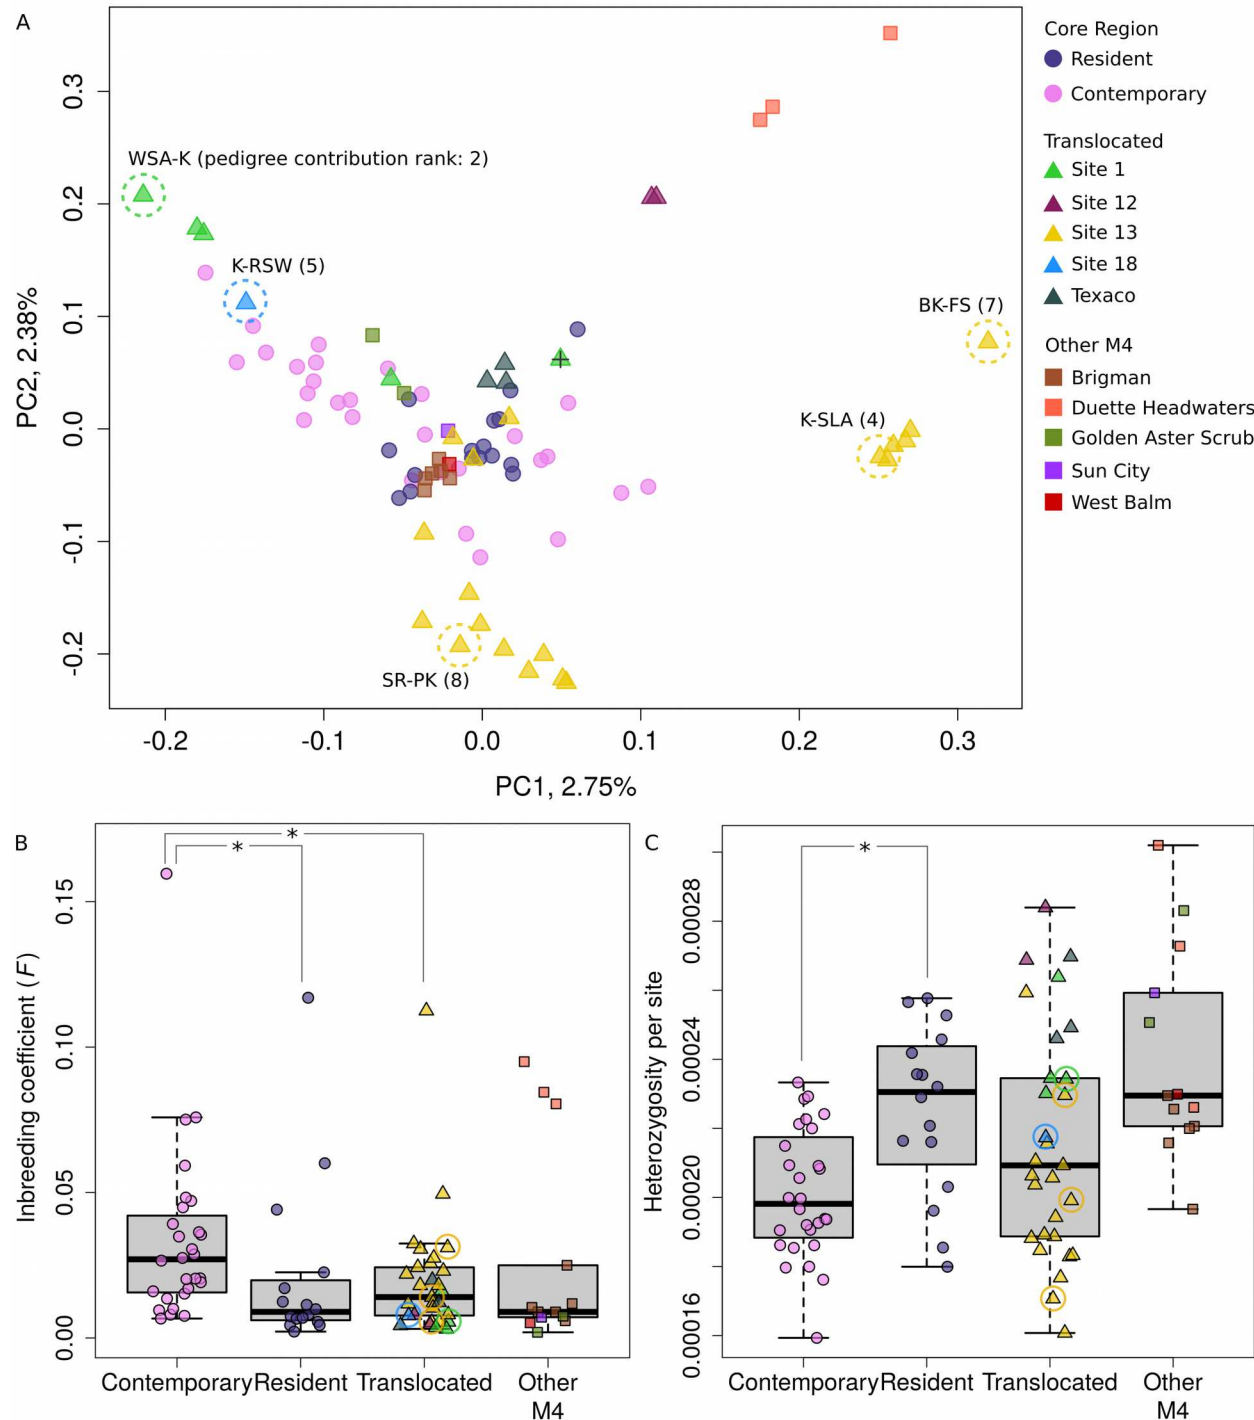 A
PC2, 2.38%
0.3
0.2
0.1
0.0
-0.1
-0.2
WSA-K (pedigree contribution rank: 2)
K-RSW (5)
BK-FS (7)
K-SLA (4)
SR-PK (8)
-0.2 -0.1 0.0 0.1 0.2 0.3
PC1, 2.75%
Core Region
Resident
Contemporary
Translocated
Site 1
Site 12
Site 13
Site 18
Texaco
Other M4
Brigman
Duette Headwaters
Golden Aster Scrub
Sun City
West Balm
B
Inbreeding coefficient (F)
0.15
0.10
0.05
0.00
*
*
Contemporary Resident Translocated Other
M4
C
Heterozygosity per site
0.00028
0.00024
0.00020
0.00016
*
Contemporary Resident Translocated Other
M4